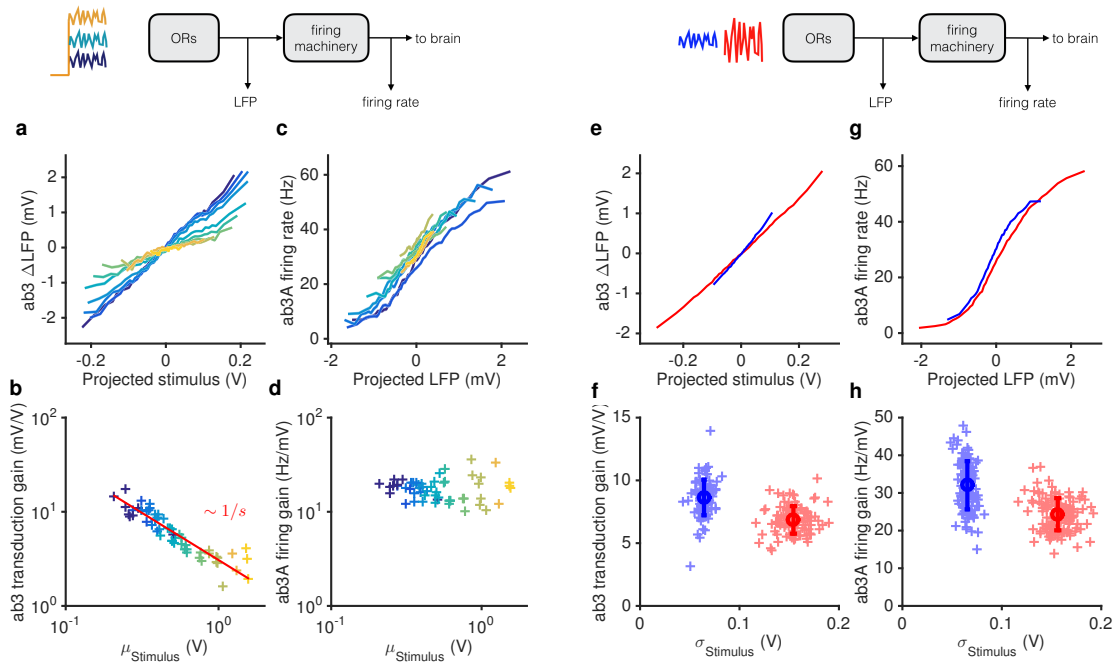 ORs
firing
machinery
to brain
LFP
firing rate
ORs
firing
machinery
to brain
LFP
firing rate
a
ab3 ΔLFP (mV)
2
1
0
-1
-2
-0.2
0
0.2
Projected stimulus (V)
c
ab3A firing rate (Hz)
60
40
20
0
-2
0
2
Projected LFP (mV)
e
ab3 ΔLFP (mV)
2
1
0
-1
-2
-0.2
0
0.2
Projected stimulus (V)
g
ab3A firing rate (Hz)
60
40
20
0
-2
0
2
Projected LFP (mV)
b
ab3 transduction gain (mV/V)
10²
10¹
10⁰
10⁻¹
10⁰
~ 1/s
μStimulus (V)
d
ab3A firing gain (Hz/mV)
10²
10¹
10⁰
10⁻¹
10⁰
μStimulus (V)
f
ab3 transduction gain (mV/V)
15
10
5
0
0
0.1
0.2
σStimulus (V)
h
ab3A firing gain (Hz/mV)
50
40
30
20
10
0
0
0.1
0.2
σStimulus (V)